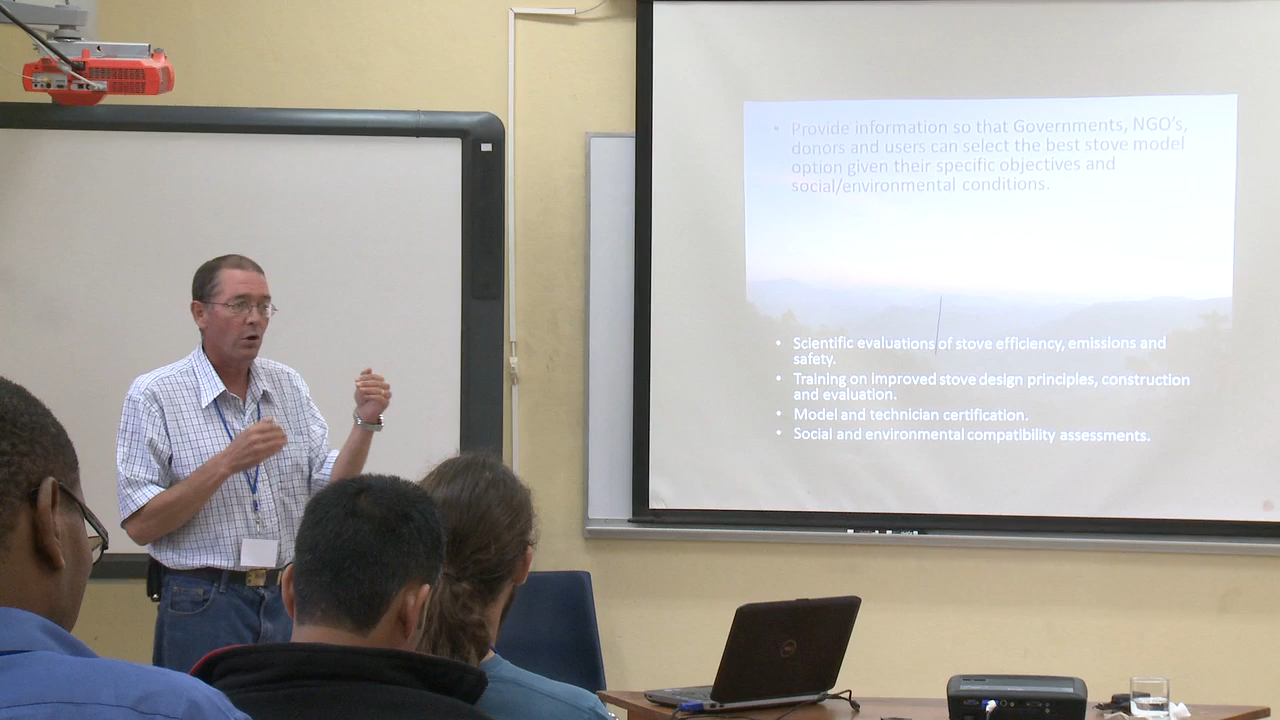 • Provide information so that Governments, NGO's,
donors and users can select the best stove model
option given their specific objectives and
social/environmental conditions.
• Scientific evaluations of stove efficiency, emissions and
safety.
• Training on improved stove design principles, construction
and evaluation.
• Model and technician certification.
• Social and environmental compatibility assessments.
DELL